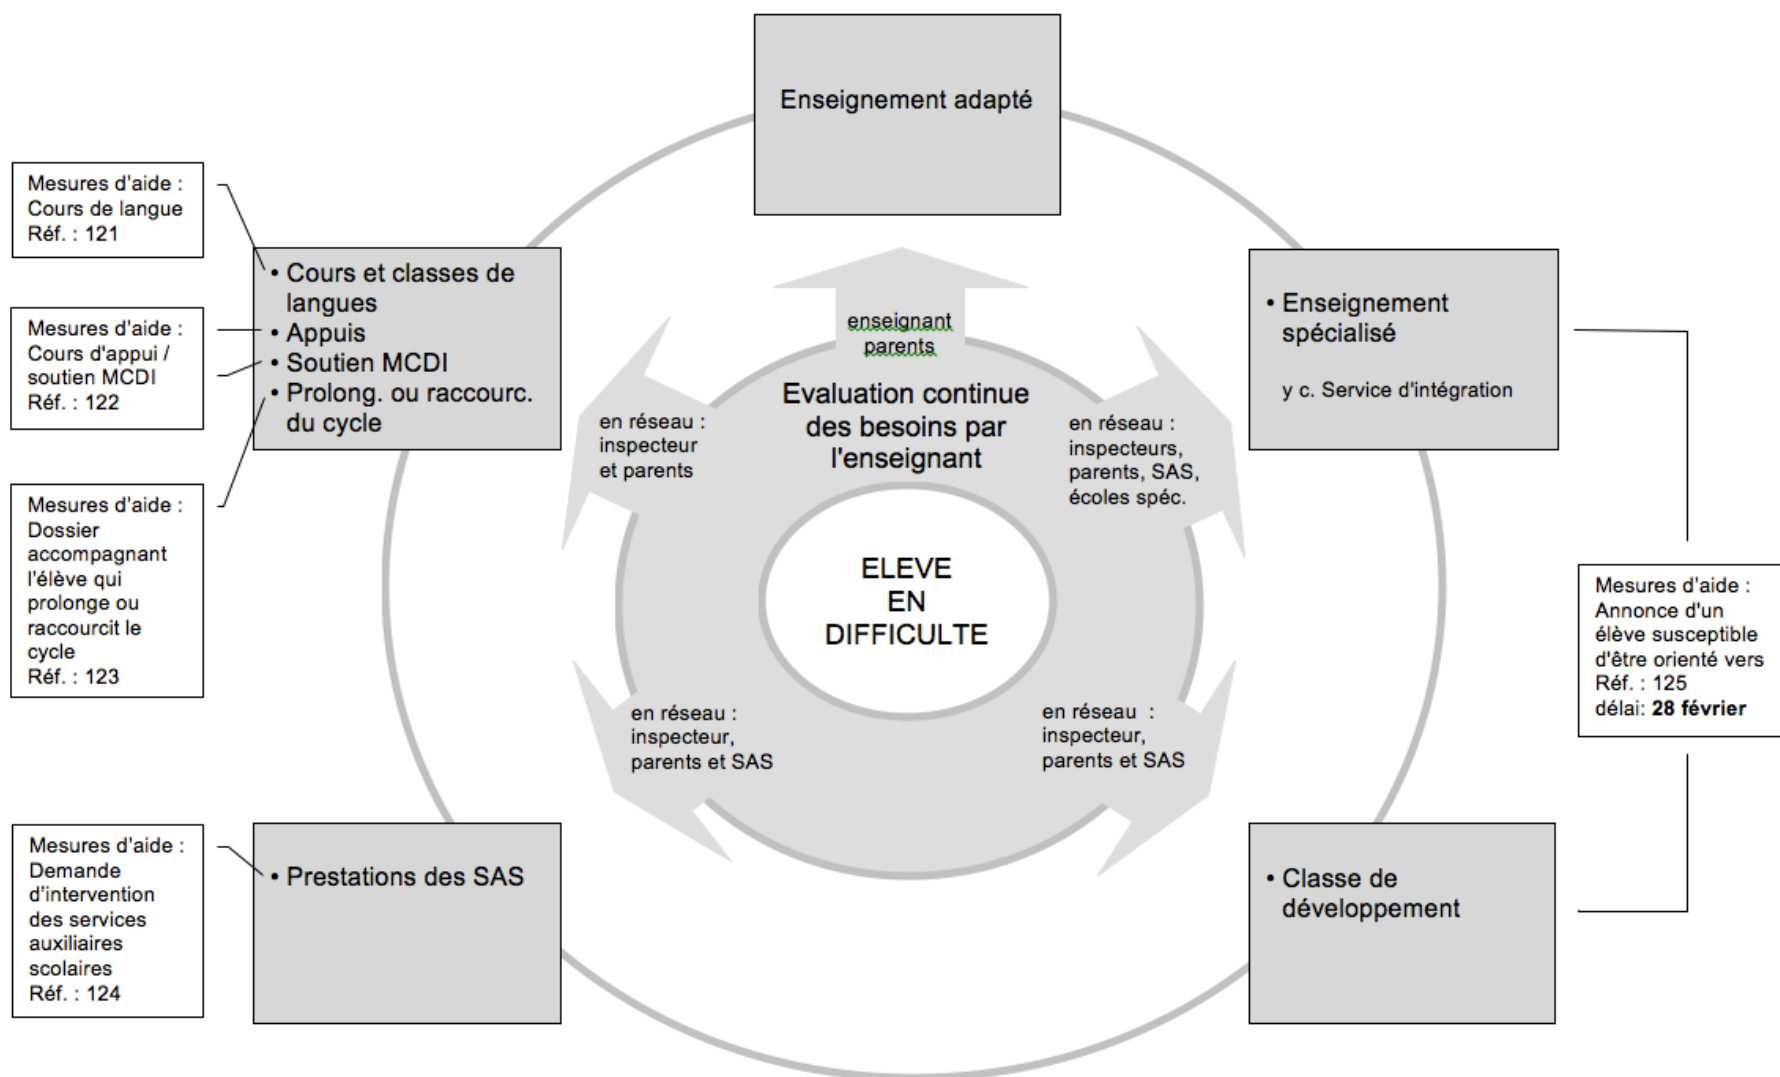 Enseignement adapté
Mesures d'aide :
Cours de langue
Réf. : 121
• Cours et classes de
langues
• Appuis
• Soutien MCDI
• Prolong. ou raccourc.
du cycle
Mesures d'aide :
Cours d'appui /
soutien MCDI
Réf. : 122
Mesures d'aide :
Dossier
accompagnant
l'élève qui
prolonge ou
raccourcit le
cycle
Réf. : 123
enseignant
parents
Evaluation continue
des besoins par
l'enseignant
en réseau :
inspecteur
et parents
en réseau :
inspecteurs,
parents, SAS,
écoles spéc.
• Enseignement
spécialisé
y c. Service d'intégration
ELEVE
EN
DIFFICULTE
Mesures d'aide :
Annonce d'un
élève susceptible
d'être orienté vers
Réf. : 125
délai: 28 février
en réseau :
inspecteur,
parents et SAS
en réseau :
inspecteur,
parents et SAS
Mesures d'aide :
Demande
d'intervention
des services
auxiliaires
scolaires
Réf. : 124
• Prestations des SAS
• Classe de
développement